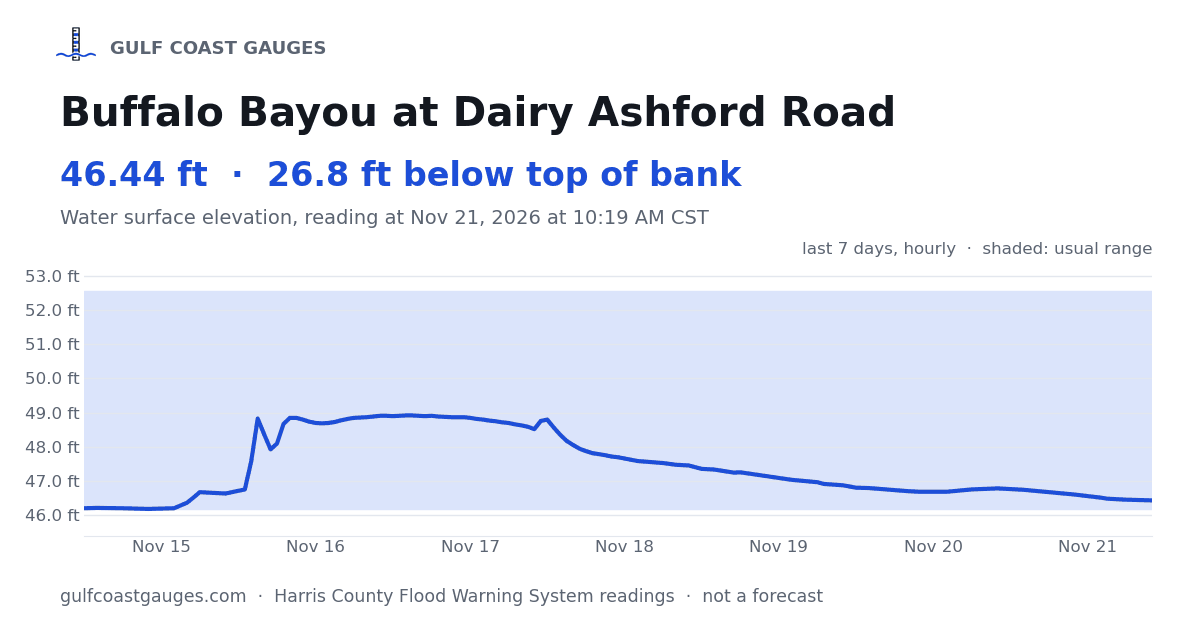 GULF COAST GAUGES
Buffalo Bayou at Dairy Ashford Road
46.44 ft · 26.8 ft below top of bank
Water surface elevation, reading at Nov 21, 2026 at 10:19 AM CST
last 7 days, hourly · shaded: usual range
53.0 ft
52.0 ft
51.0 ft
50.0 ft
49.0 ft
48.0 ft
47.0 ft
46.0 ft
Nov 15 Nov 16 Nov 17 Nov 18 Nov 19 Nov 20 Nov 21
gulfcoastgauges.com · Harris County Flood Warning System readings · not a forecast